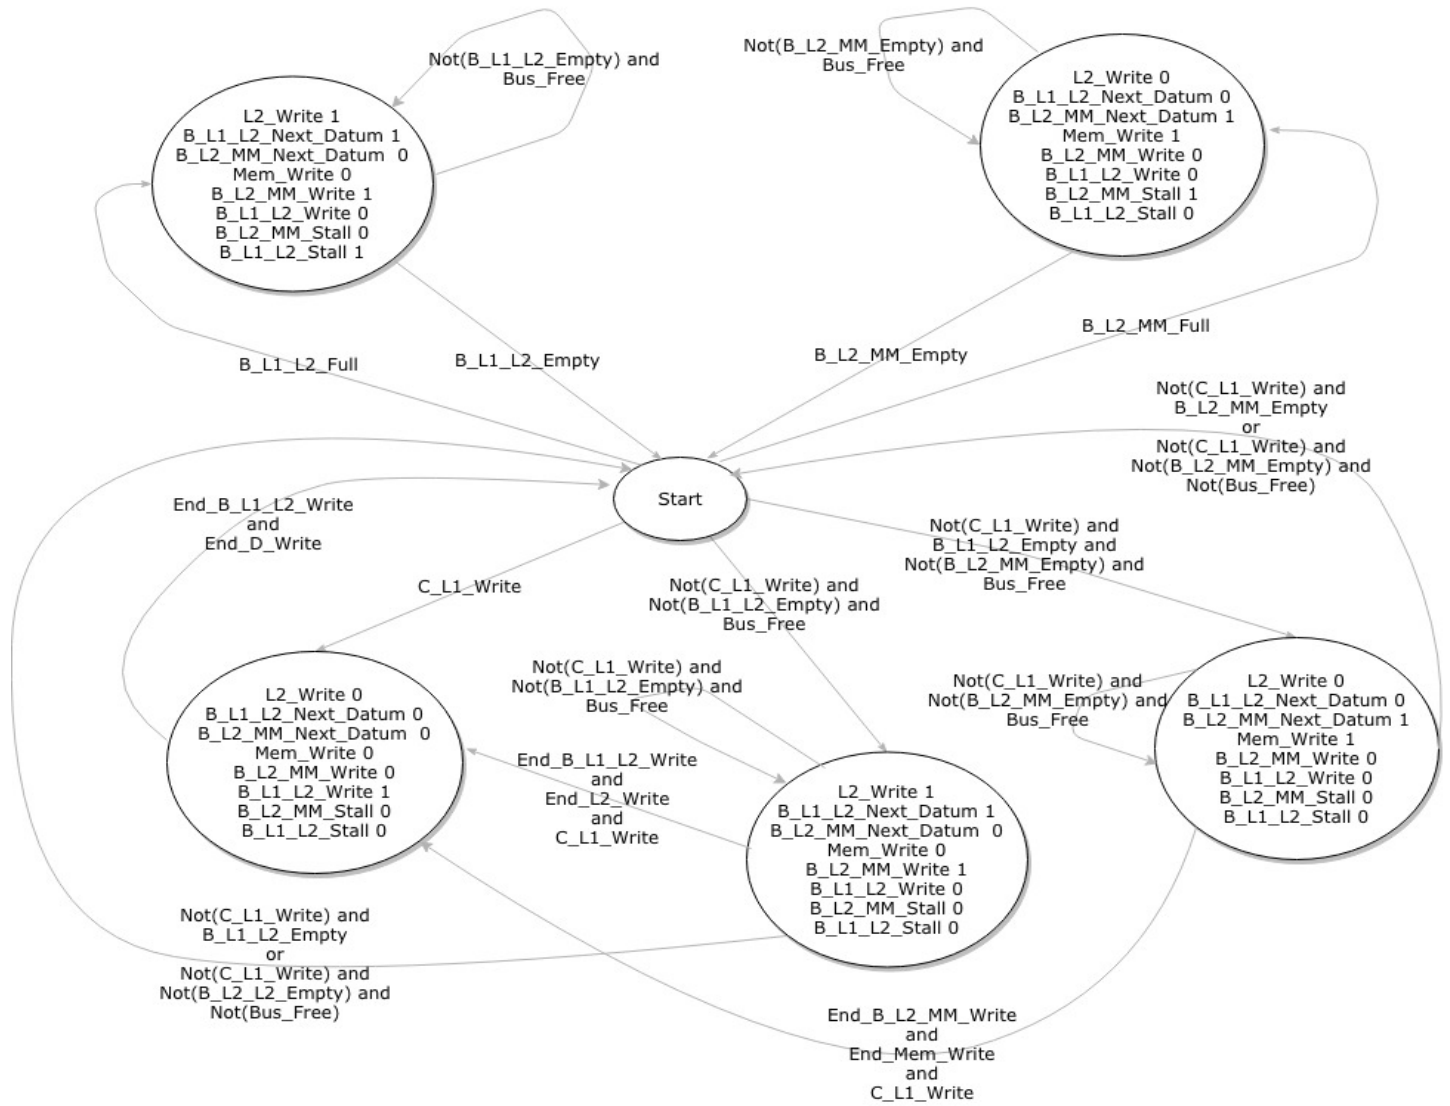 Not(B_L1_L2_Empty) and
Bus_Free
Not(B_L2_MM_Empty) and
Bus_Free
L2_Write 1
B_L1_L2_Next_Datum 1
B_L2_MM_Next_Datum  0
Mem_Write 0
B_L2_MM_Write 1
B_L1_L2_Write 0
B_L2_MM_Stall 0
B_L1_L2_Stall 1
L2_Write 0
B_L1_L2_Next_Datum 0
B_L2_MM_Next_Datum 1
Mem_Write 1
B_L2_MM_Write 0
B_L1_L2_Write 0
B_L2_MM_Stall 1
B_L1_L2_Stall 0
B_L1_L2_Full
B_L1_L2_Empty
B_L2_MM_Empty
B_L2_MM_Full
Not(C_L1_Write) and
B_L2_MM_Empty
or
Not(C_L1_Write) and
Not(B_L2_MM_Empty) and
Not(Bus_Free)
Start
End_B_L1_L2_Write
and
End_D_Write
C_L1_Write
Not(C_L1_Write) and
Not(B_L1_L2_Empty) and
Bus_Free
Not(C_L1_Write) and
B_L1_L2_Empty and
Not(B_L2_MM_Empty) and
Bus_Free
L2_Write 0
B_L1_L2_Next_Datum 0
B_L2_MM_Next_Datum  0
Mem_Write 0
B_L2_MM_Write 0
B_L1_L2_Write 1
B_L2_MM_Stall 0
B_L1_L2_Stall 0
Not(C_L1_Write) and
Not(B_L1_L2_Empty) and
Bus_Free
End_B_L1_L2_Write
and
End_L2_Write
and
C_L1_Write
L2_Write 1
B_L1_L2_Next_Datum 1
B_L2_MM_Next_Datum  0
Mem_Write 0
B_L2_MM_Write 1
B_L1_L2_Write 0
B_L2_MM_Stall 0
B_L1_L2_Stall 0
Not(C_L1_Write) and
Not(B_L2_MM_Empty) and
Bus_Free
L2_Write 0
B_L1_L2_Next_Datum 0
B_L2_MM_Next_Datum 1
Mem_Write 1
B_L2_MM_Write 0
B_L1_L2_Write 0
B_L2_MM_Stall 0
B_L1_L2_Stall 0
Not(C_L1_Write) and
B_L1_L2_Empty
or
Not(C_L1_Write) and
Not(B_L2_L2_Empty) and
Not(Bus_Free)
End_B_L2_MM_Write
and
End_Mem_Write
and
C_L1_Write